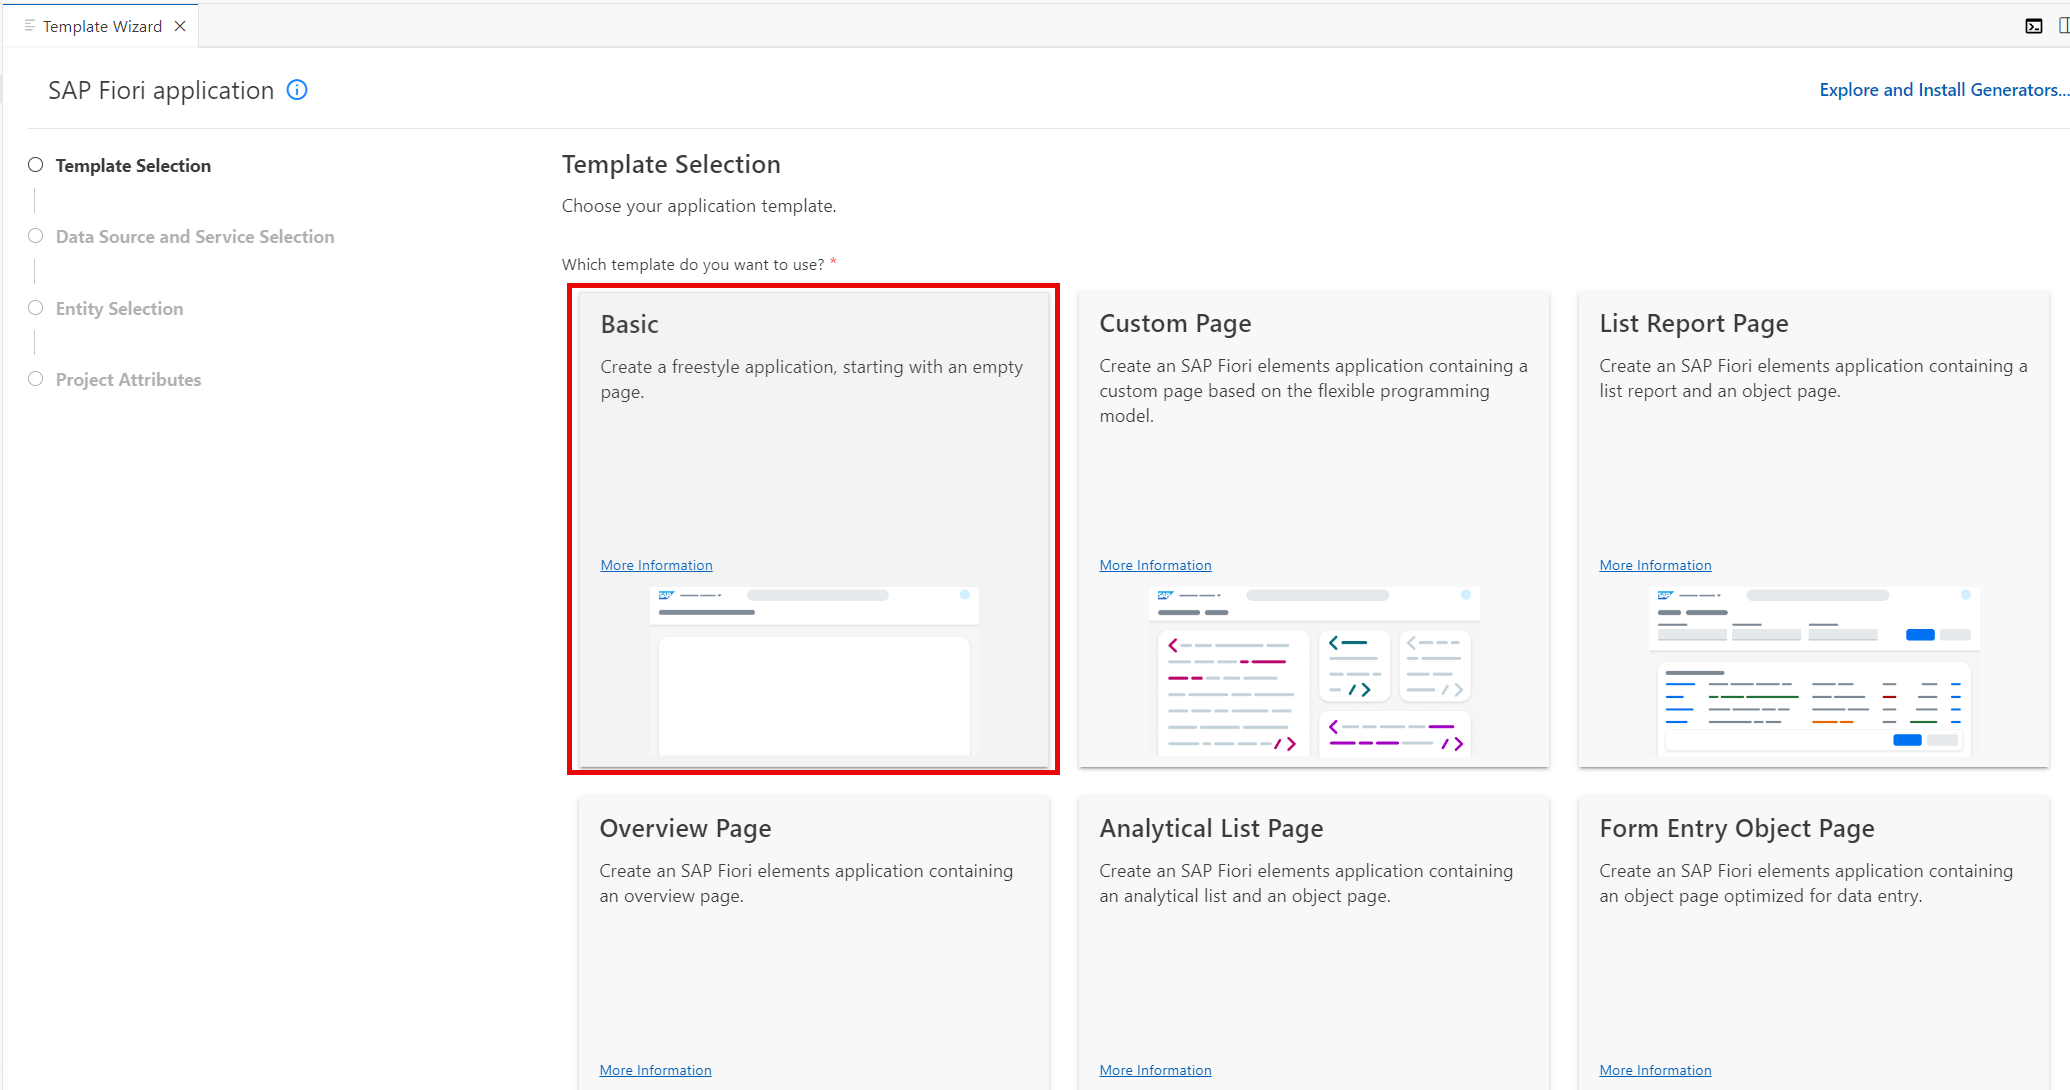 Template Wizard
SAP Fiori application
Explore and Install Generators...
Template Selection
Data Source and Service Selection
Entity Selection
Project Attributes
Template Selection
Choose your application template.
Which template do you want to use? *
Basic
Create a freestyle application, starting with an empty
page.
More Information
SAP
Custom Page
Create an SAP Fiori elements application containing a
custom page based on the flexible programming
model.
More Information
SAP
List Report Page
Create an SAP Fiori elements application containing a
list report and an object page.
More Information
SAP
Overview Page
Create an SAP Fiori elements application containing
an overview page.
More Information
Analytical List Page
Create an SAP Fiori elements application containing
an analytical list and an object page.
More Information
Form Entry Object Page
Create an SAP Fiori elements application containing
an object page optimized for data entry.
More Information